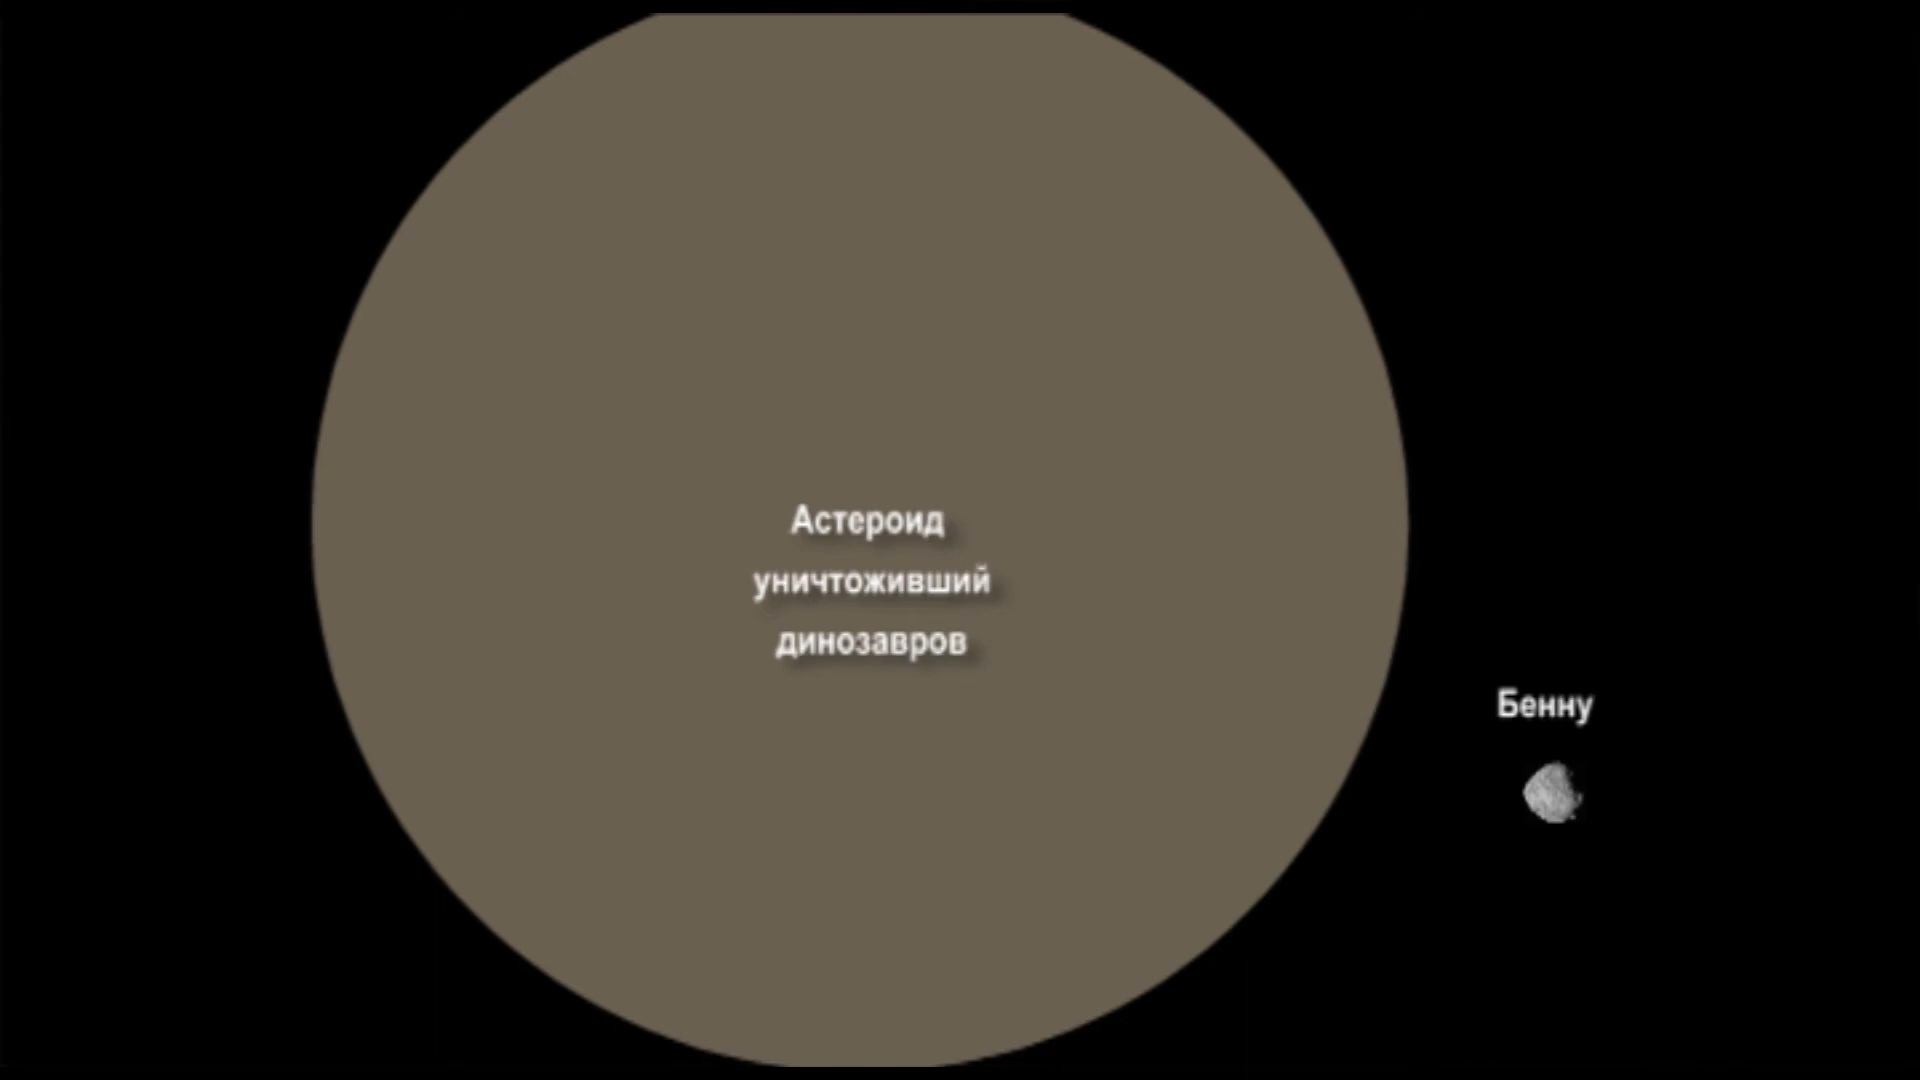 Астероид
уничтоживший
динозавров
Бенну